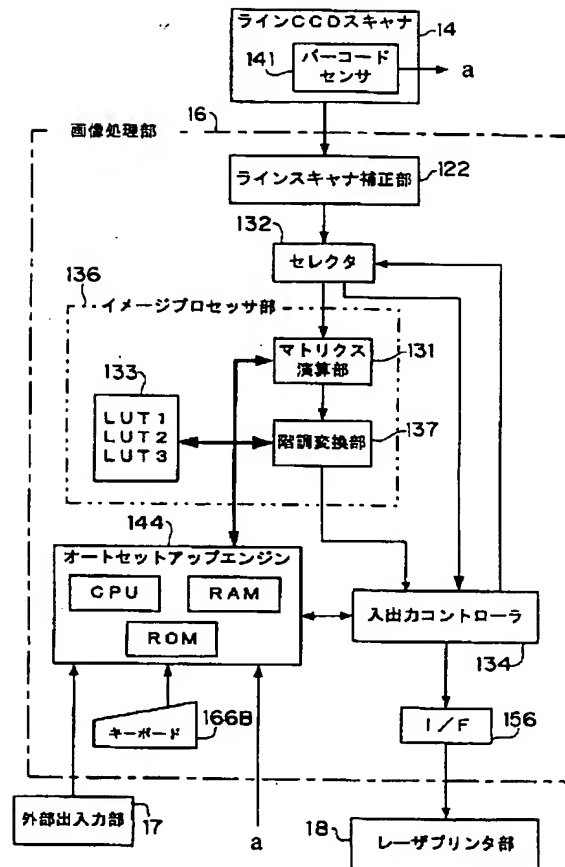 ラインCCDスキャナ
14
141
バーコード
センサ
a
16
画像処理部
ラインスキャナ補正部
122
132
セレクタ
136
イメージプロセッサ部
マトリクス
演算部
131
133
LUT1
LUT2
LUT3
階調変換部
137
144
オートセットアップエンジン
CPU
RAM
ROM
入出力コントローラ
134
キーボード
166B
I/F
156
外部出入力部
17
a
18
レーザプリンタ部